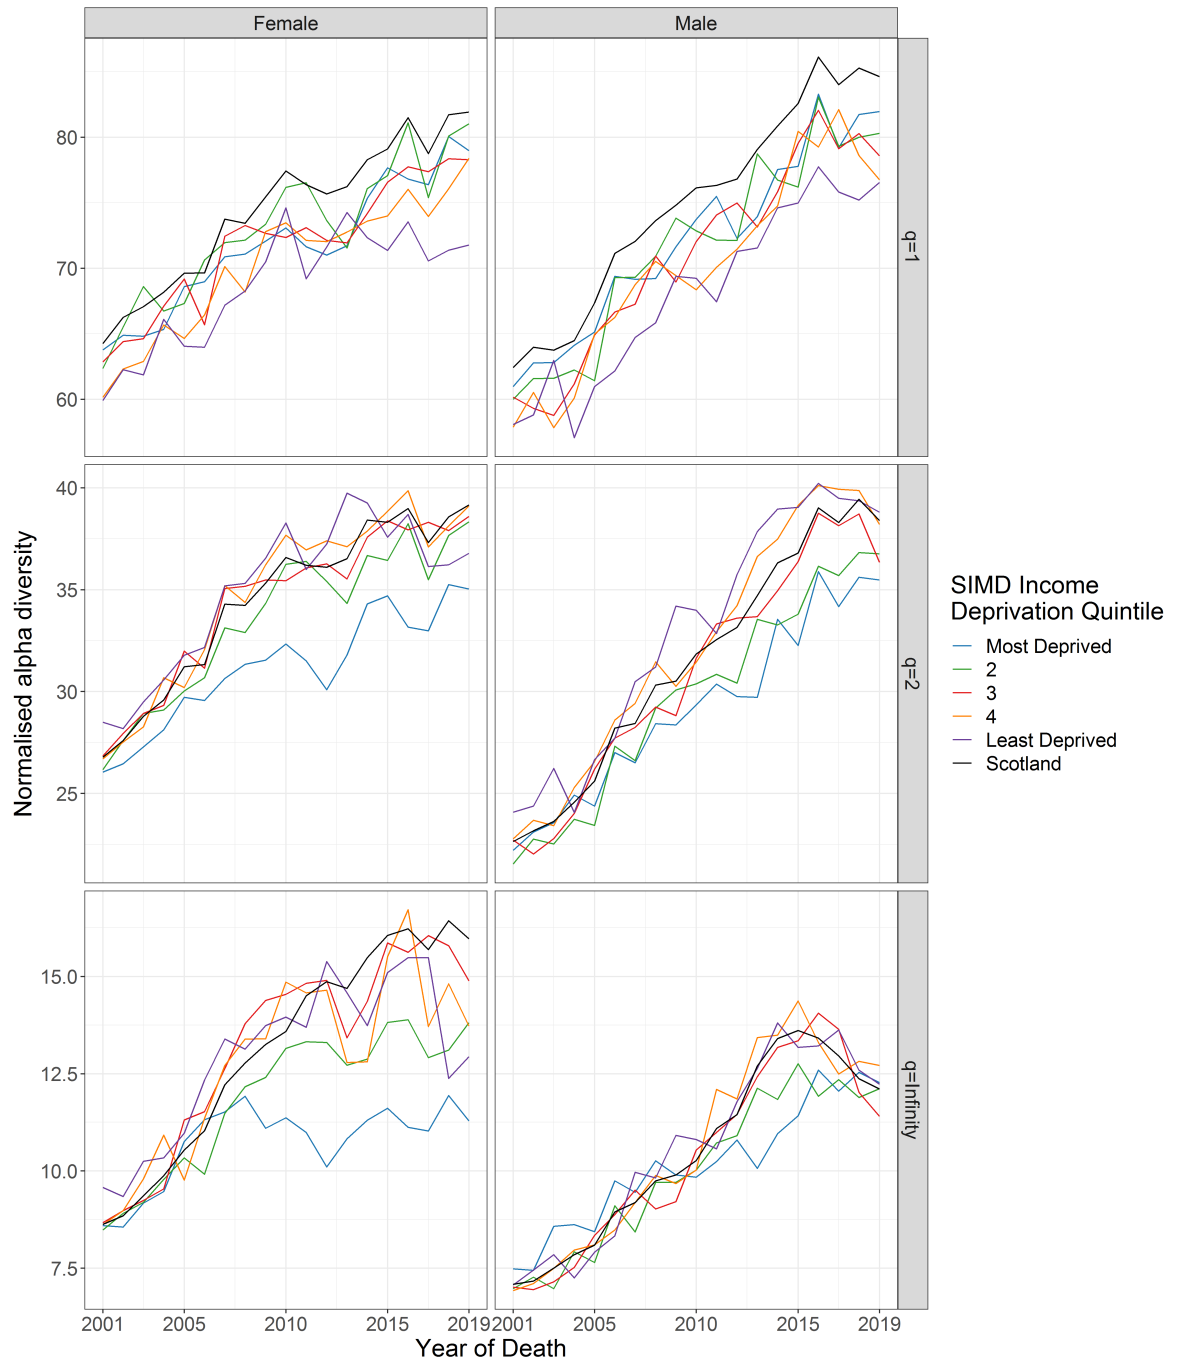 Female
Male
80
70
60
q=1
40
35
30
25
q=2
15.0
12.5
10.0
7.5
q=Infinity
2001
2005
2010
2015
2019
2001
2005
2010
2015
2019
Year of Death
Normalised alpha diversity
SIMD Income
Deprivation Quintile
Most Deprived
2
3
4
Least Deprived
Scotland